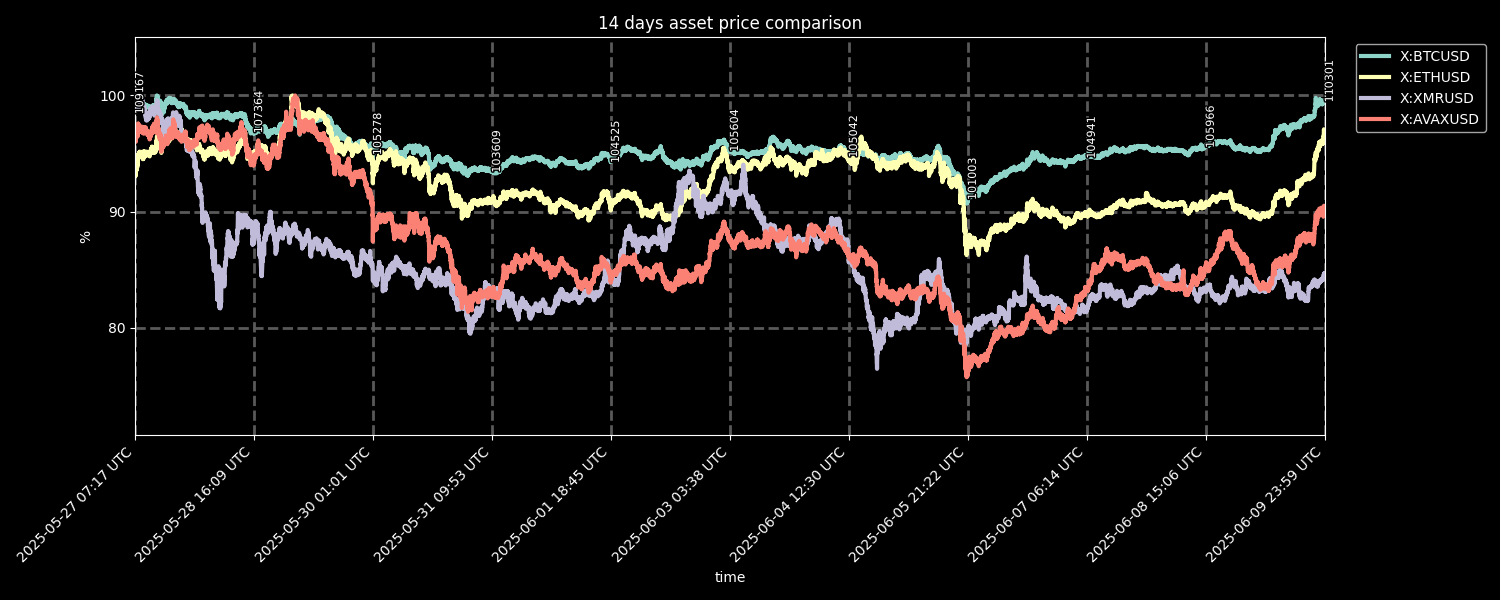 14 days asset price comparison
X:BTCUSD
X:ETHUSD
X:XMRUSD
X:AVAXUSD
109167
107364
105278
103609
104525
105604
105042
101003
104941
105966
110301
100
90
80
%
2025-05-27 07:17 UTC
2025-05-28 16:09 UTC
2025-05-30 01:01 UTC
2025-05-31 09:53 UTC
2025-06-01 18:45 UTC
2025-06-03 03:38 UTC
2025-06-04 12:30 UTC
2025-06-05 21:22 UTC
2025-06-07 06:14 UTC
2025-06-08 15:06 UTC
2025-06-09 23:59 UTC
time